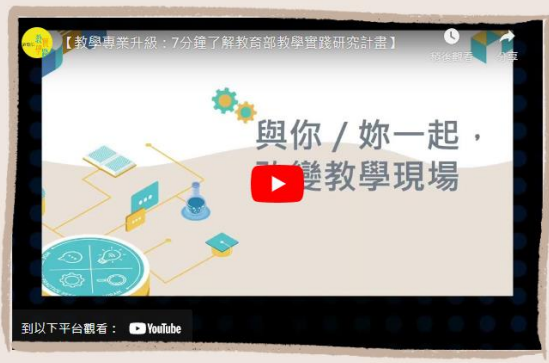 【教學專業升級：7分鐘了解教育部教學實踐研究計畫】
稍後觀看
分享
與你 / 妳一起，
變教學現場
到以下平台觀看：
YouTube